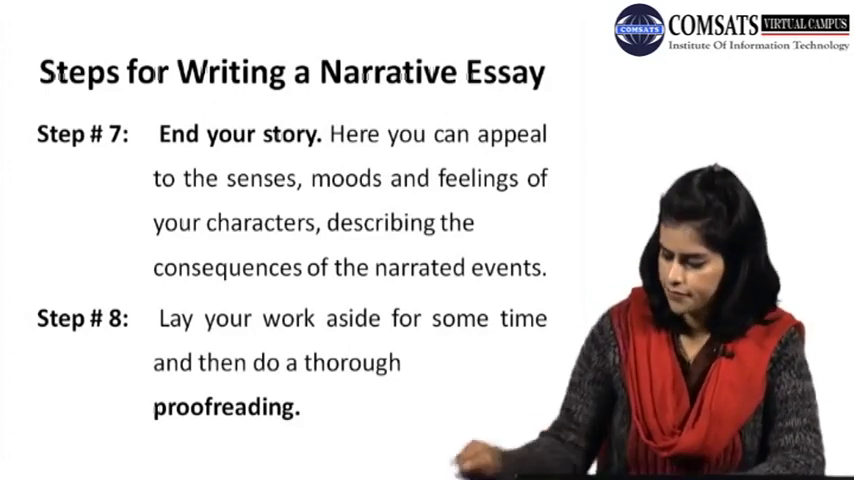 COMSATS
COMSATS VIRTUAL CAMPUS
Institute Of Information Technology
Steps for Writing a Narrative Essay
Step # 7: End your story. Here you can appeal
to the senses, moods and feelings of
your characters, describing the
consequences of the narrated events.
Step # 8: Lay your work aside for some time
and then do a thorough
proofreading.